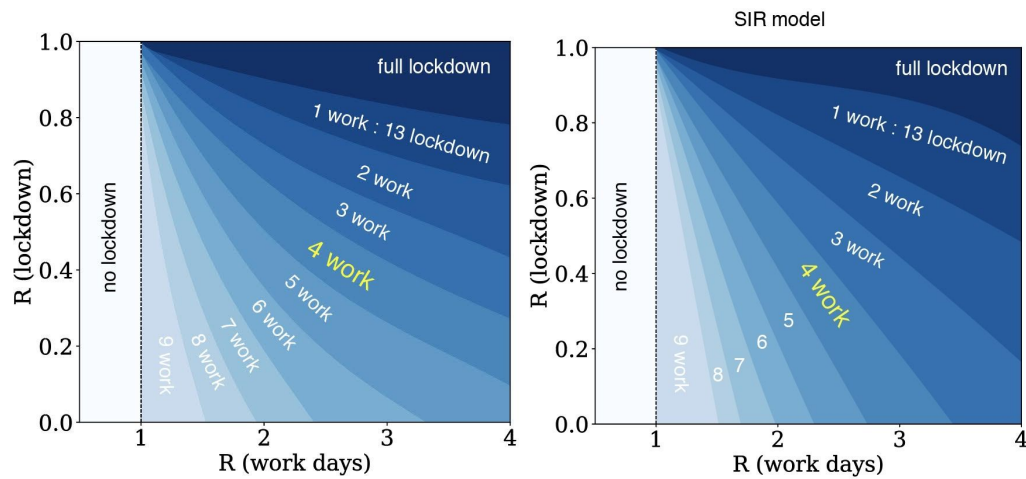 1.0
0.8
0.6
0.4
0.2
0.0
R (lockdown)
no lockdown
full lockdown
1 work : 13 lockdown
2 work
3 work
4 work
5 work
6 work
7 work
8 work
9 work
1
2
3
4
R (work days)
SIR model
1.0
0.8
0.6
0.4
0.2
0.0
R (lockdown)
no lockdown
full lockdown
1 work : 13 lockdown
2 work
3 work
4 work
5
6
7
8
9 work
1
2
3
4
R (work days)